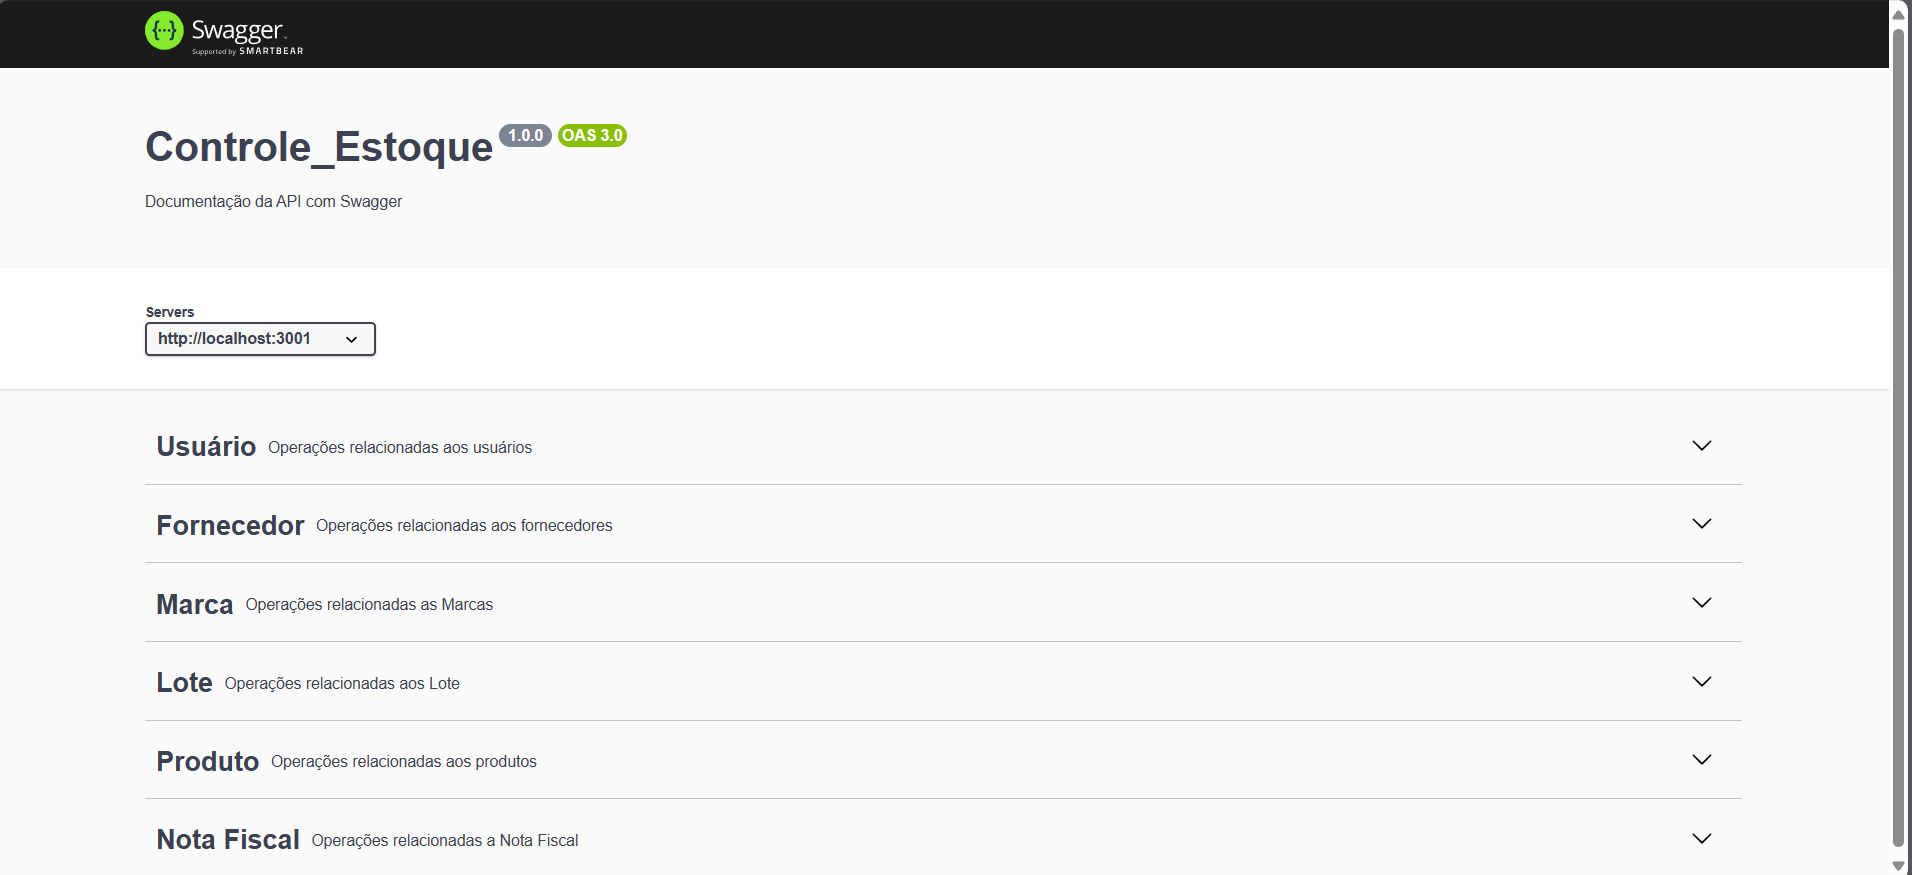 Swagger
Supported by SMARTBEAR
Controle_Estoque 1.0.0 OAS 3.0
Documentação da API com Swagger
Servers
http://localhost:3001
Usuário Operações relacionadas aos usuários
Fornecedor Operações relacionadas aos fornecedores
Marca Operações relacionadas as Marcas
Lote Operações relacionadas aos Lote
Produto Operações relacionadas aos produtos
Nota Fiscal Operações relacionadas a Nota Fiscal